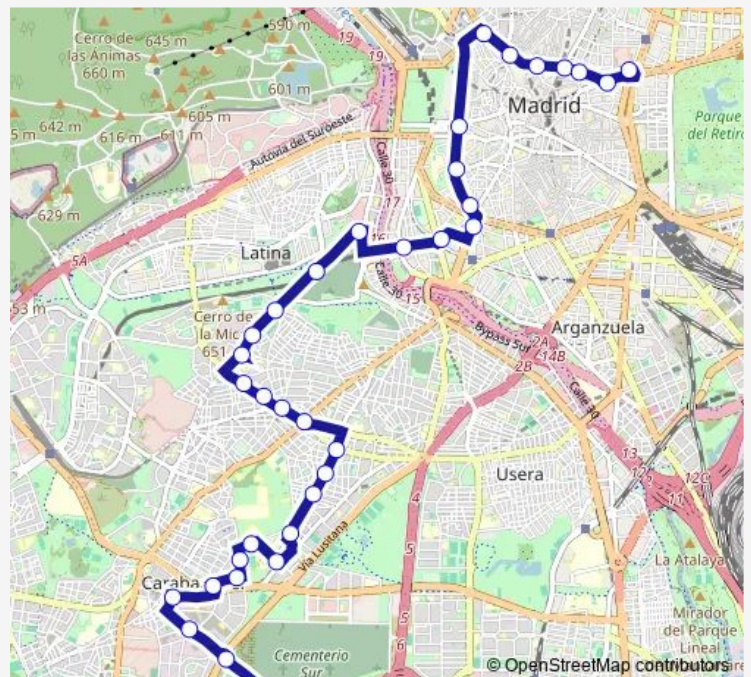 590 m
Cerro de
las Ánimas
660 m
645 m
19
19
601 m
605 m
642 m
616 m
611 m
5 m
Autovía del Suroeste
Madrid
Parque
del Retiro
Calle 30
629 m
17
5A
Latina
16
Calle 30
15
53 m
Cerro de
la Mic
651
Bypass Sur
Arganzuela
2A
14B
2B
Calle 30
13
12C
11
Usera
4
Vía Lusitana
5
La Atalaya
Caraba
5
6
Mirador
del Parque
Lineal
Cementerio
Sur
© OpenStreetMap contributors